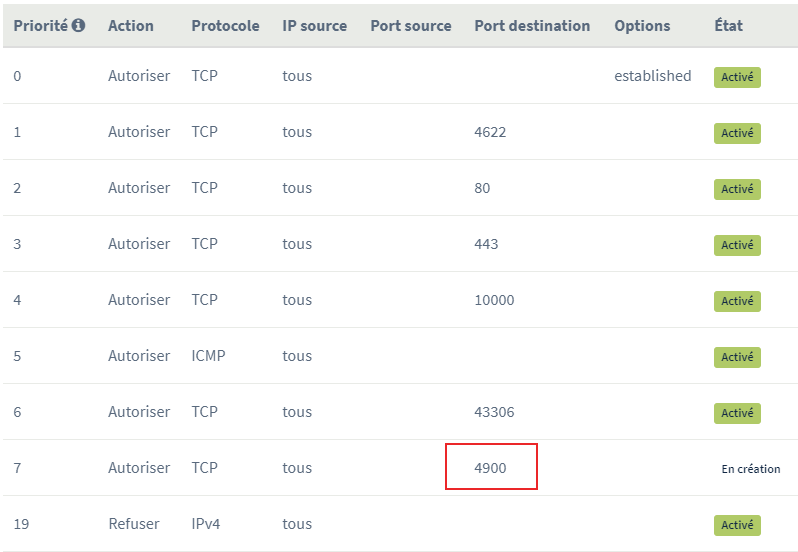 Priorité Action Protocole IP source Port source Port destination Options État
0 Autoriser TCP tous established Activé
1 Autoriser TCP tous 4622 Activé
2 Autoriser TCP tous 80 Activé
3 Autoriser TCP tous 443 Activé
4 Autoriser TCP tous 10000 Activé
5 Autoriser ICMP tous Activé
6 Autoriser TCP tous 43306 Activé
7 Autoriser TCP tous 4900 En création
19 Refuser IPv4 tous Activé